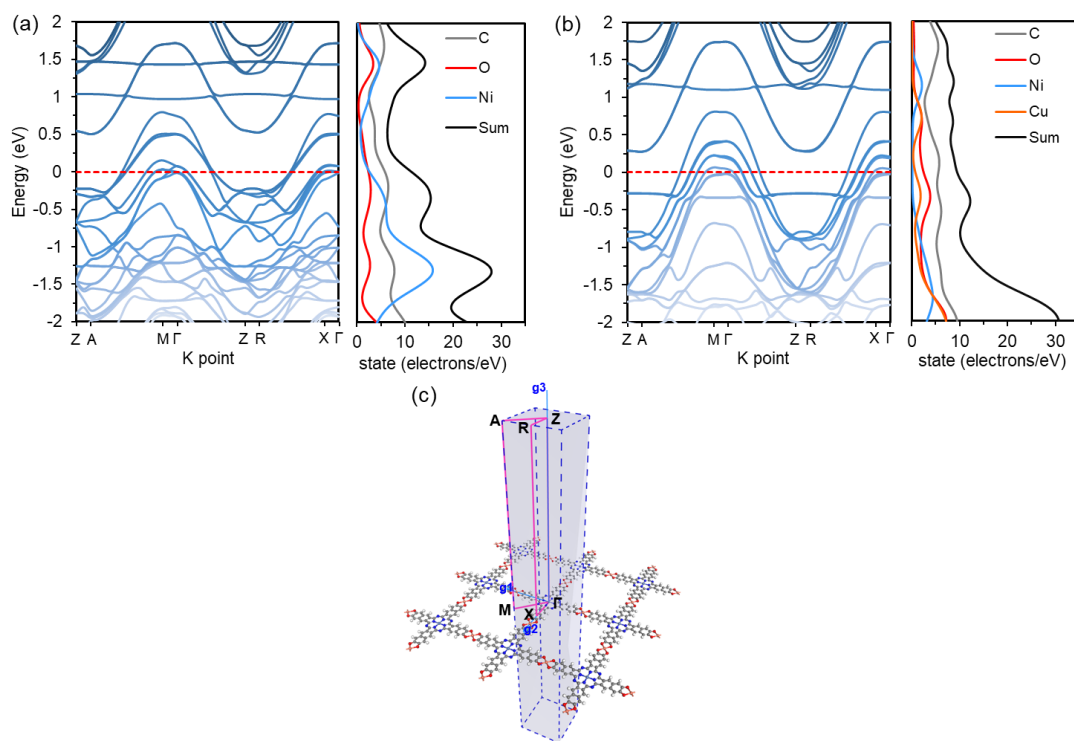 (a)
2
1.5
1
0.5
0
-0.5
-1
-1.5
-2
Energy (eV)
Z A M Γ Z R X Γ
K point
C
O
Ni
Sum
0 10 20 30
state (electrons/eV)
(b)
2
1.5
1
0.5
0
-0.5
-1
-1.5
-2
Energy (eV)
Z A M Γ Z R X Γ
K point
C
O
Ni
Cu
Sum
0 10 20 30
state (electrons/eV)
(c)
g3
A
Z
R
g1
Γ
M
X
g2